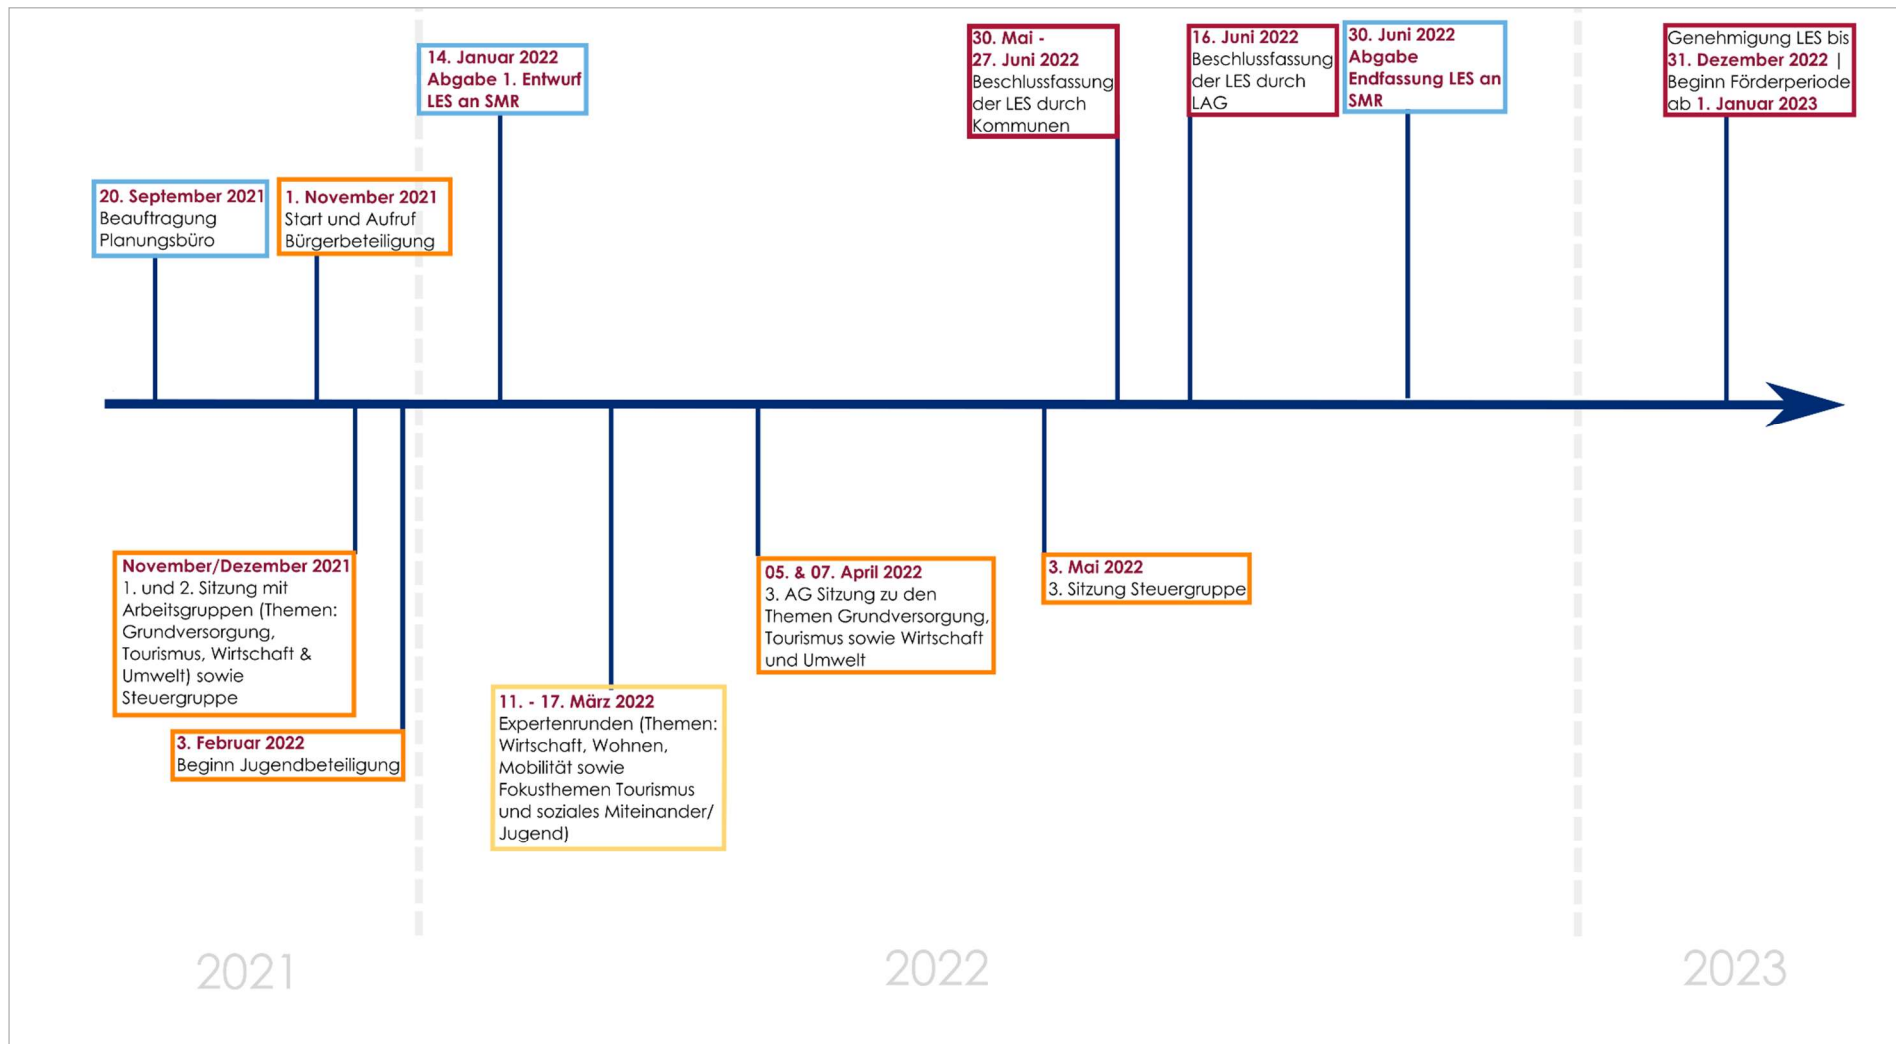 20. September 2021
Beauftragung
Planungsbüro
1. November 2021
Start und Aufruf
Bürgerbeteiligung
14. Januar 2022
Abgabe 1. Entwurf
LES an SMR
30. Mai -
27. Juni 2022
Beschlussfassung
der LES durch
Kommunen
16. Juni 2022
Beschlussfassung
der LES durch
LAG
30. Juni 2022
Abgabe
Endfassung LES an
SMR
Genehmigung LES bis
31. Dezember 2022 |
Beginn Förderperiode
ab 1. Januar 2023
November/Dezember 2021
1. und 2. Sitzung mit
Arbeitsgruppen (Themen:
Grundversorgung,
Tourismus, Wirtschaft &
Umwelt) sowie
Steuergruppe
3. Februar 2022
Beginn Jugendbeteiligung
11. - 17. März 2022
Expertenrunden (Themen:
Wirtschaft, Wohnen,
Mobilität sowie
Fokusthemen Tourismus
und soziales Miteinander/
Jugend)
05. & 07. April 2022
3. AG Sitzung zu den
Themen Grundversorgung,
Tourismus sowie Wirtschaft
und Umwelt
3. Mai 2022
3. Sitzung Steuergruppe
2021
2022
2023